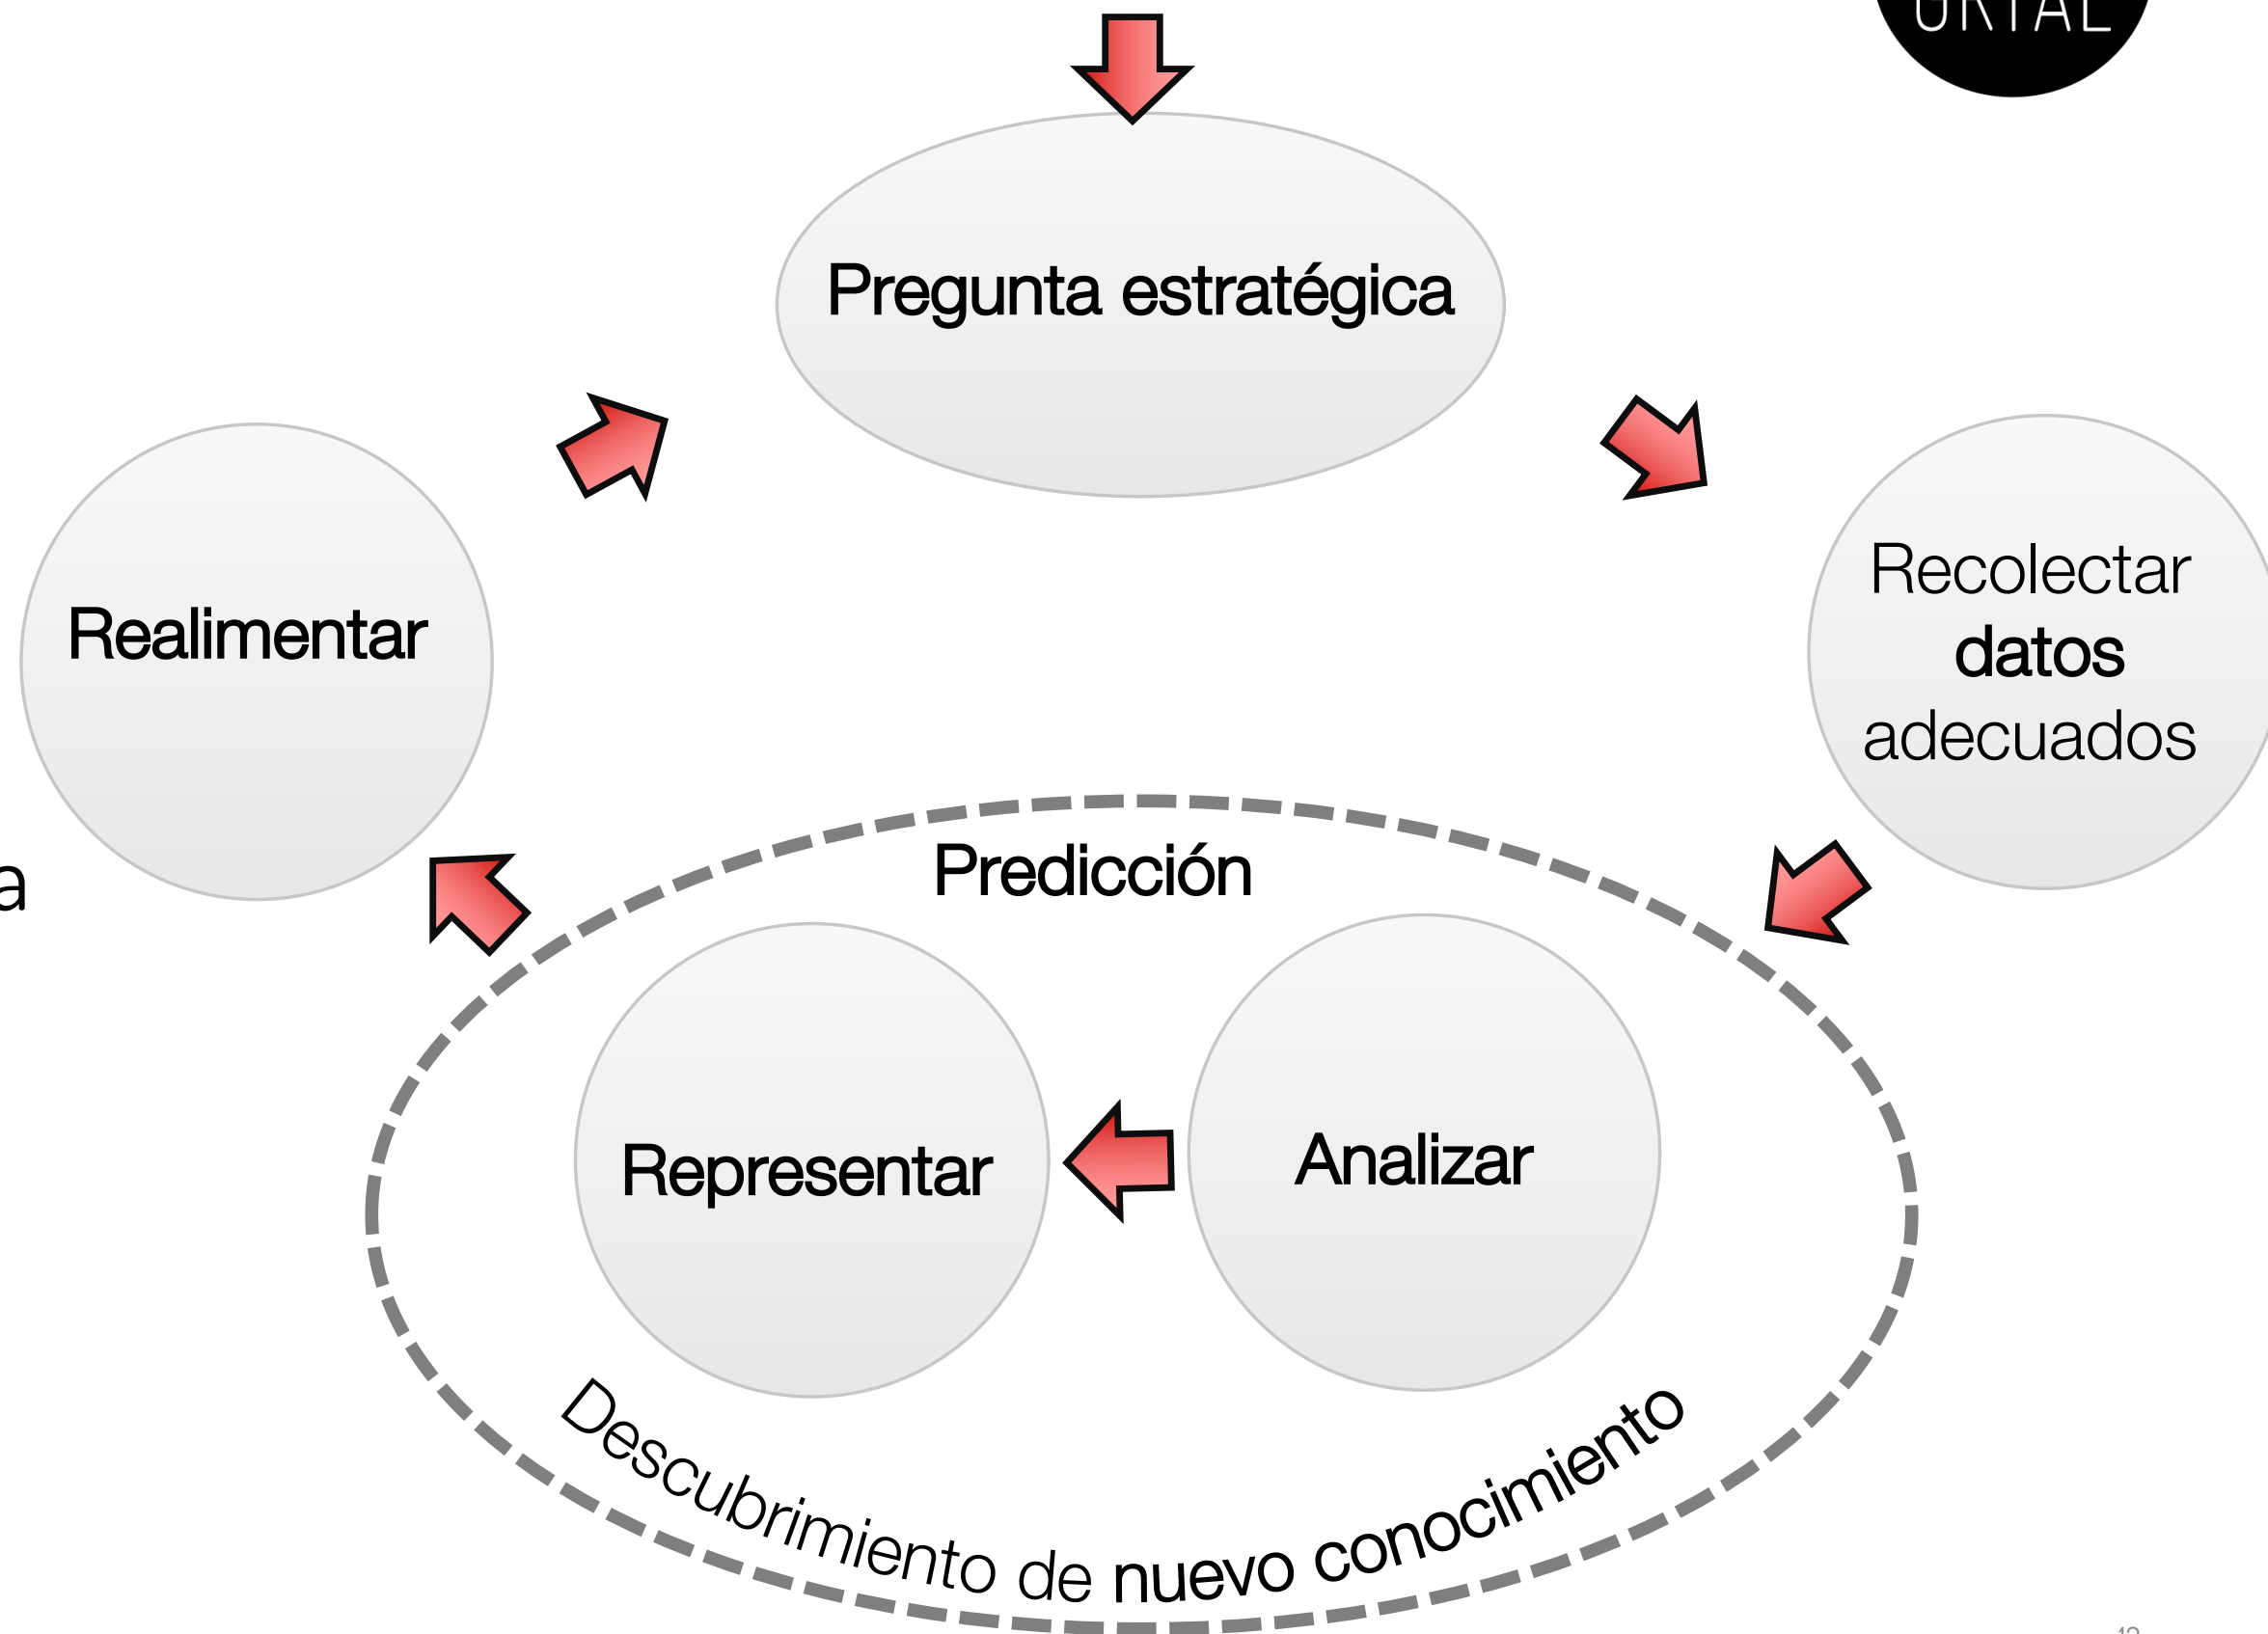 Pregunta estratégica
Recolectar
datos
adecuados
Realimentar
a
Predicción
Representar
Analizar
Descubrimiento de nuevo conocimiento